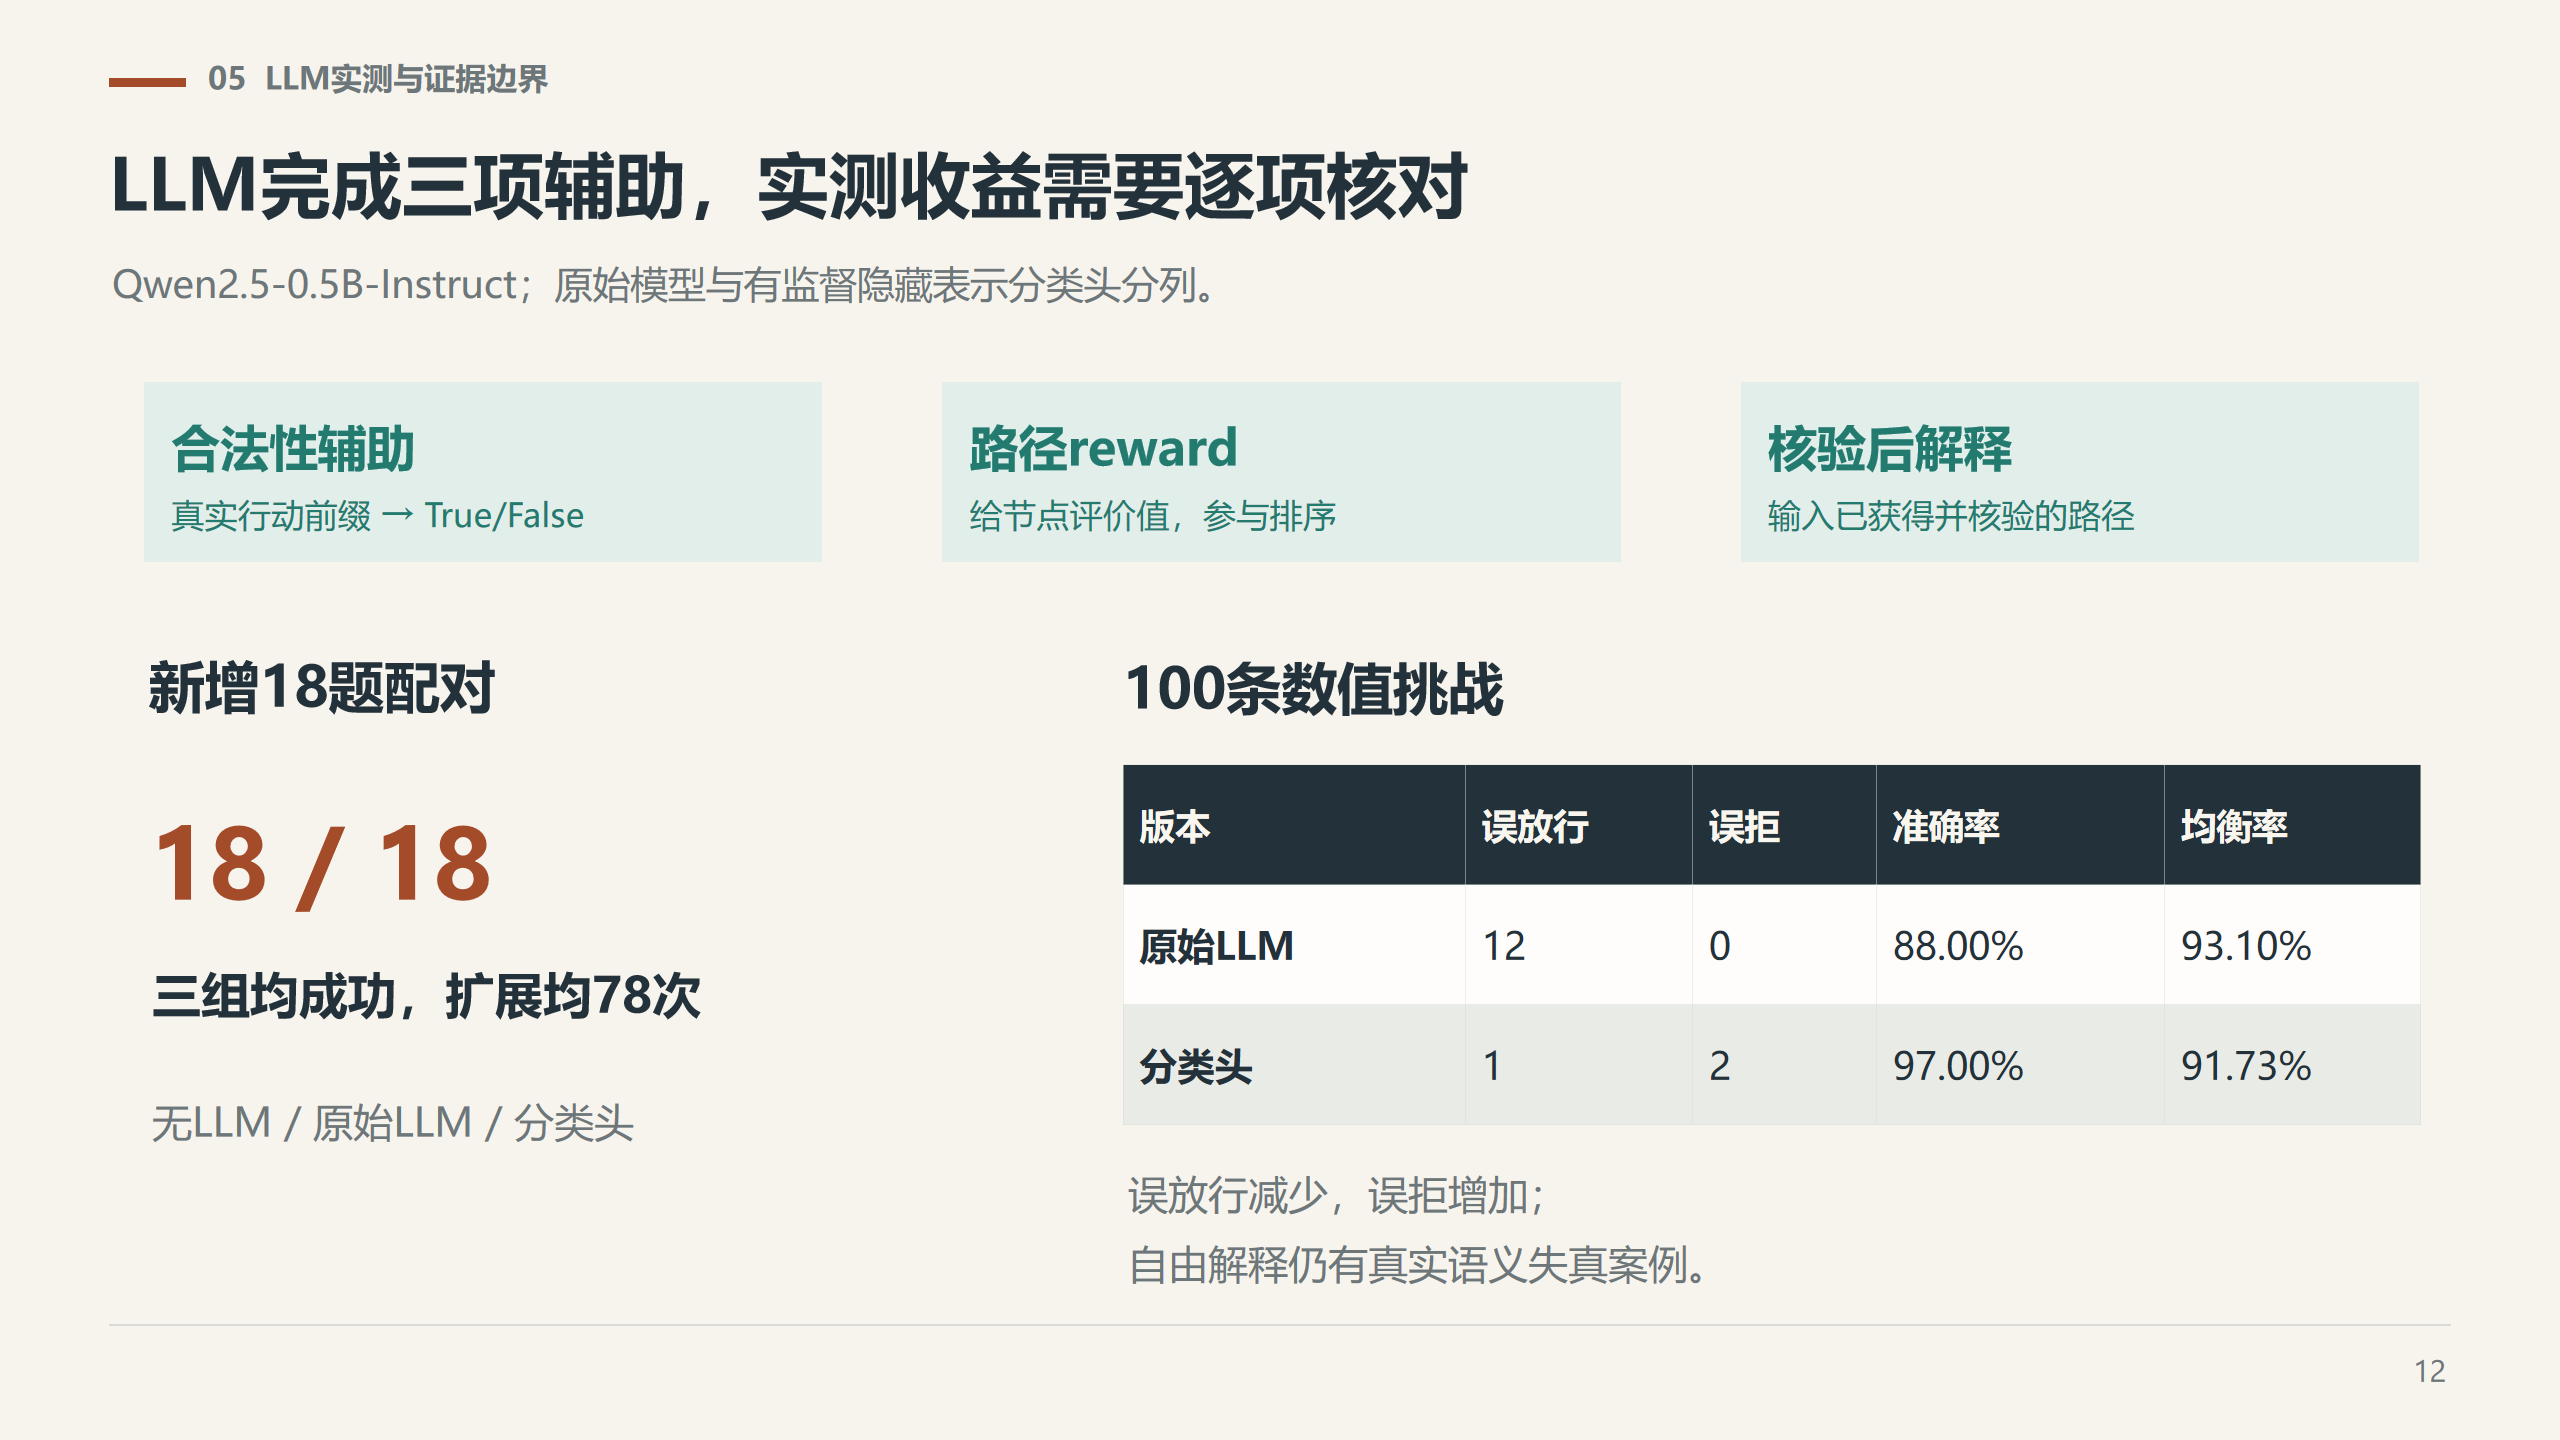 05 LLM实测与证据边界
LLM完成三项辅助，实测收益需要逐项核对
Qwen2.5-0.5B-Instruct；原始模型与有监督隐藏表示分类头分列。
合法性辅助
真实行动前缀 → True/False
路径reward
给节点评价值，参与排序
核验后解释
输入已获得并核验的路径
新增18题配对
18 / 18
三组均成功，扩展均78次
无LLM / 原始LLM / 分类头
100条数值挑战
版本 误放行 误拒 准确率 均衡率
原始LLM 12 0 88.00% 93.10%
分类头 1 2 97.00% 91.73%
误放行减少，误拒增加；
自由解释仍有真实语义失真案例。
12